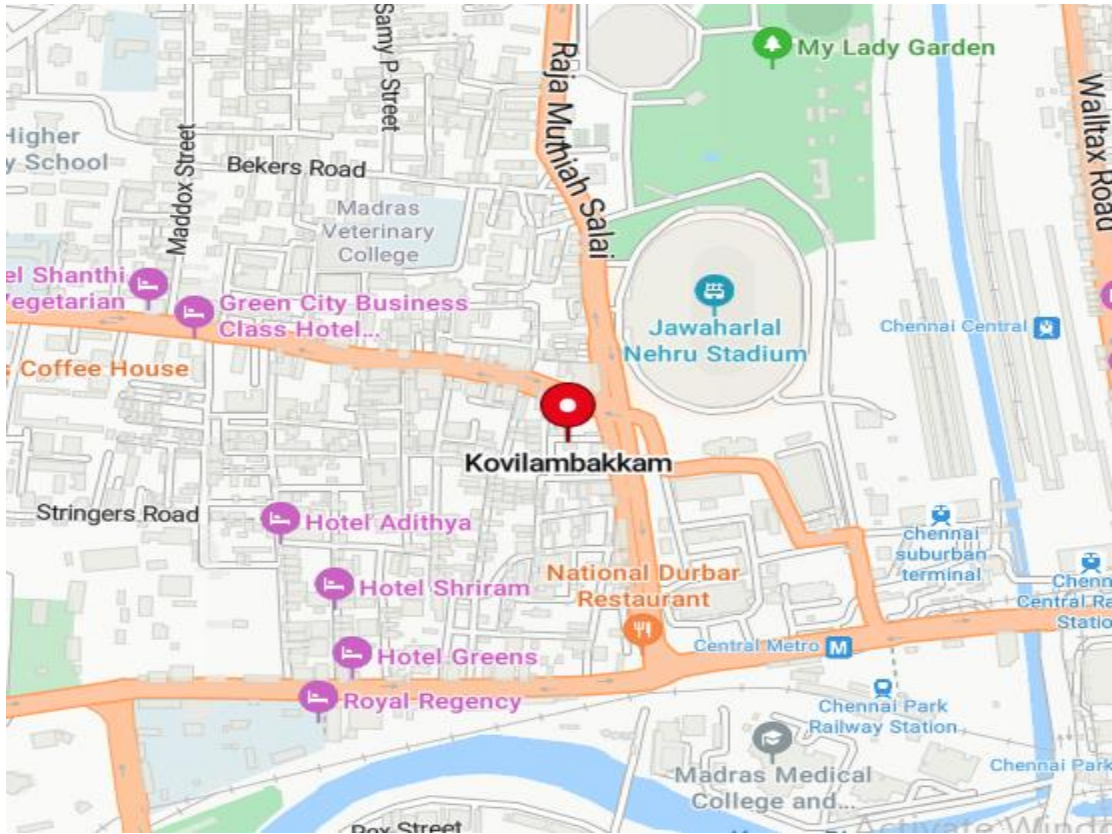 Samy P Street
My Lady Garden
Raja Muthiah Salai
Walltax Road
Higher
y School
Maddox Street
Bekers Road
Madras
Veterinary
College
el Shanthi
Vegetarian
Green City Business
Class Hotel...
Jawaharlal
Nehru Stadium
Chennai Central
s Coffee House
Kovilambakkam
Stringers Road
Hotel Adithya
chennai
suburban
terminal
Hotel Shriram
National Durbar
Restaurant
Chenn
Central Ra
Statio
Central Metro M
Hotel Greens
Royal Regency
Chennai Park
Railway Station
Chennai Park
Madras Medical
College and...
Activate Windo